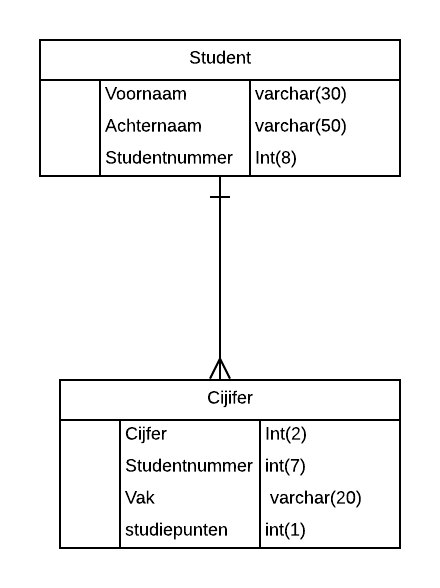 Student
Voornaam varchar(30)
Achternaam varchar(50)
Studentnummer Int(8)
Cijifer
Cijfer Int(2)
Studentnummer int(7)
Vak varchar(20)
studiepunten int(1)